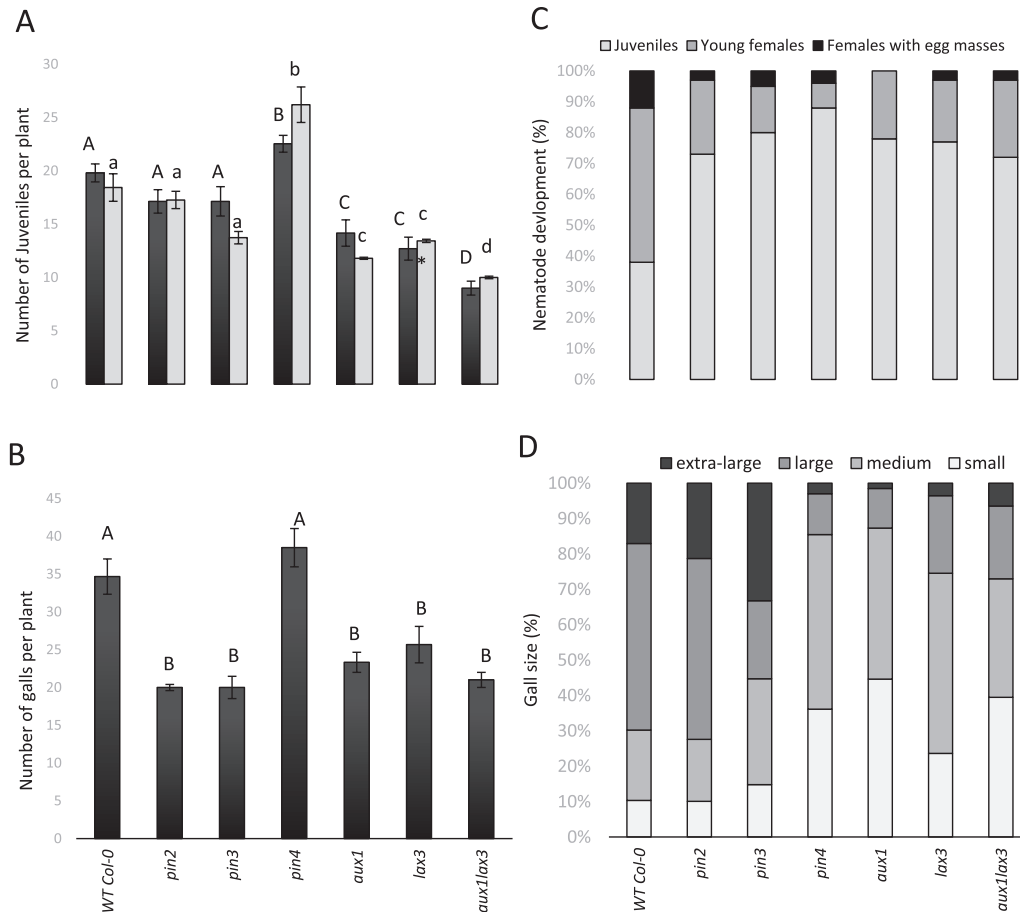 A
Number of Juveniles per plant
30
25
20
15
10
5
0
A a A a A a B b C c C c * D d
B
Number of galls per plant
45
40
35
30
25
20
15
10
5
0
A B B A B B B
WT Col-0 pin2 pin3 pin4 aux1 lax3 aux1lax3
C
Juveniles Young females Females with egg masses
Nematode devlopment (%)
100%
90%
80%
70%
60%
50%
40%
30%
20%
10%
0%
D
extra-large large medium small
Gall size (%)
100%
90%
80%
70%
60%
50%
40%
30%
20%
10%
0%
WT Col-0 pin2 pin3 pin4 aux1 lax3 aux1lax3